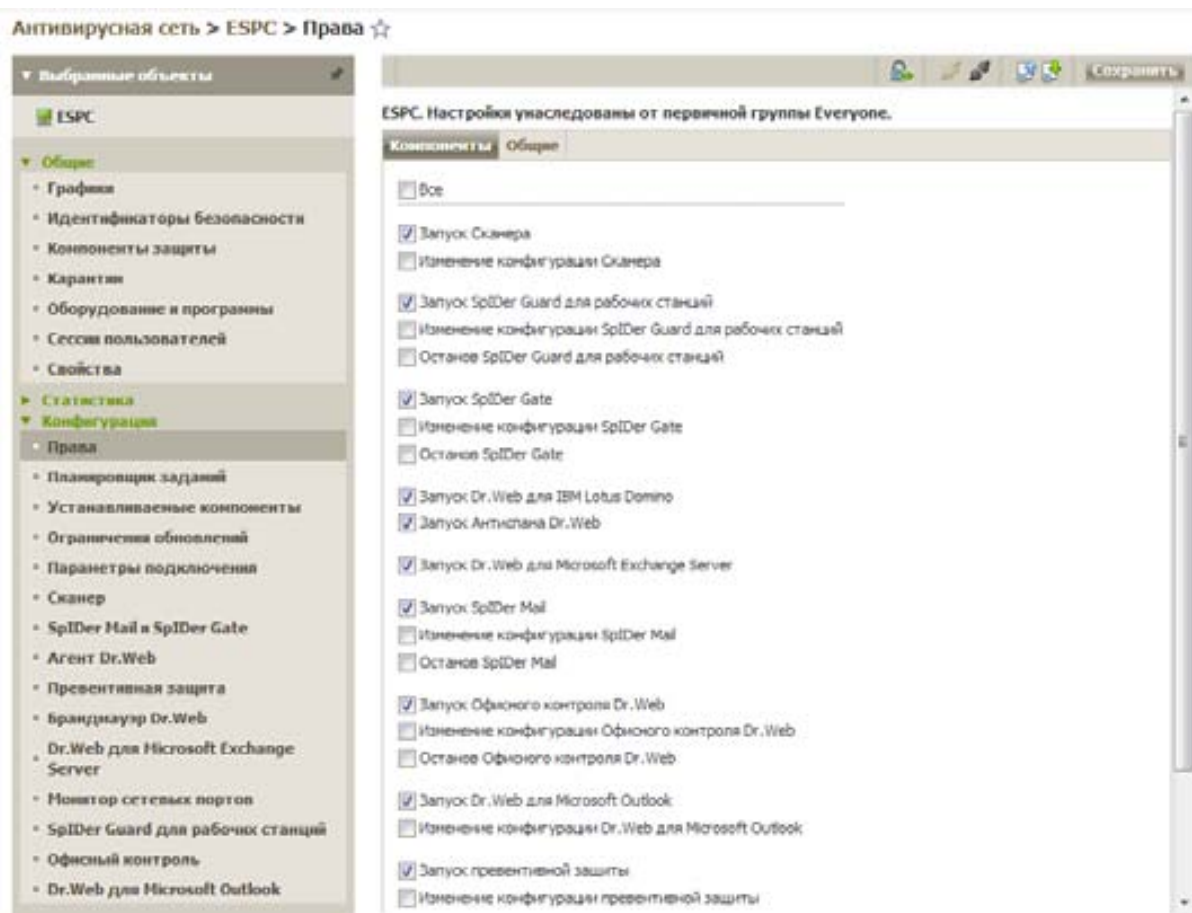 Антивирусная сеть > ESPC > Права ☆
▼ Выбранные объекты
ESPC
▼ Общие
Графики
Идентификаторы безопасности
Компоненты защиты
Карантин
Оборудование и программы
Сессии пользователей
Свойства
► Статистика
▼ Конфигурация
Права
Планировщик заданий
Устанавливаемые компоненты
Ограничения обновлений
Параметры подключения
Сканер
SpIDer Mail и SpIDer Gate
Агент Dr.Web
Превентивная защита
Брандмауэр Dr.Web
Dr.Web для Microsoft Exchange
Server
Монитор сетевых портов
SpIDer Guard для рабочих станций
Офисный контроль
Dr.Web для Microsoft Outlook
Сохранить
ESPC. Настройки унаследованы от первичной группы Everyone.
Компоненты Общие
Все
Запуск Сканера
Изменение конфигурации Сканера
Запуск SpIDer Guard для рабочих станций
Изменение конфигурации SpIDer Guard для рабочих станций
Останов SpIDer Guard для рабочих станций
Запуск SpIDer Gate
Изменение конфигурации SpIDer Gate
Останов SpIDer Gate
Запуск Dr.Web для IBM Lotus Domino
Запуск Антиспама Dr.Web
Запуск Dr.Web для Microsoft Exchange Server
Запуск SpIDer Mail
Изменение конфигурации SpIDer Mail
Останов SpIDer Mail
Запуск Офисного контроля Dr.Web
Изменение конфигурации Офисного контроля Dr.Web
Останов Офисного контроля Dr.Web
Запуск Dr.Web для Microsoft Outlook
Изменение конфигурации Dr.Web для Microsoft Outlook
Запуск превентивной защиты
Изменение конфигурации превентивной защиты